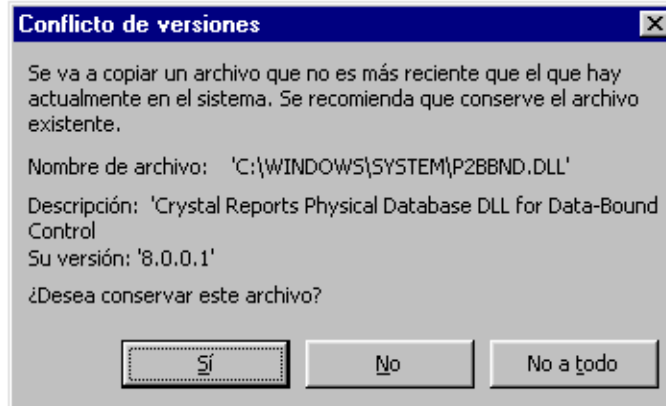 Conflicto de versiones
Se va a copiar un archivo que no es más reciente que el que hay
actualmente en el sistema. Se recomienda que conserve el archivo
existente.
Nombre de archivo: 'C:\WINDOWS\SYSTEM\P2BBND.DLL'
Descripción: 'Crystal Reports Physical Database DLL for Data-Bound
Control
Su versión: '8.0.0.1'
¿Desea conservar este archivo?
Sí No No a todo